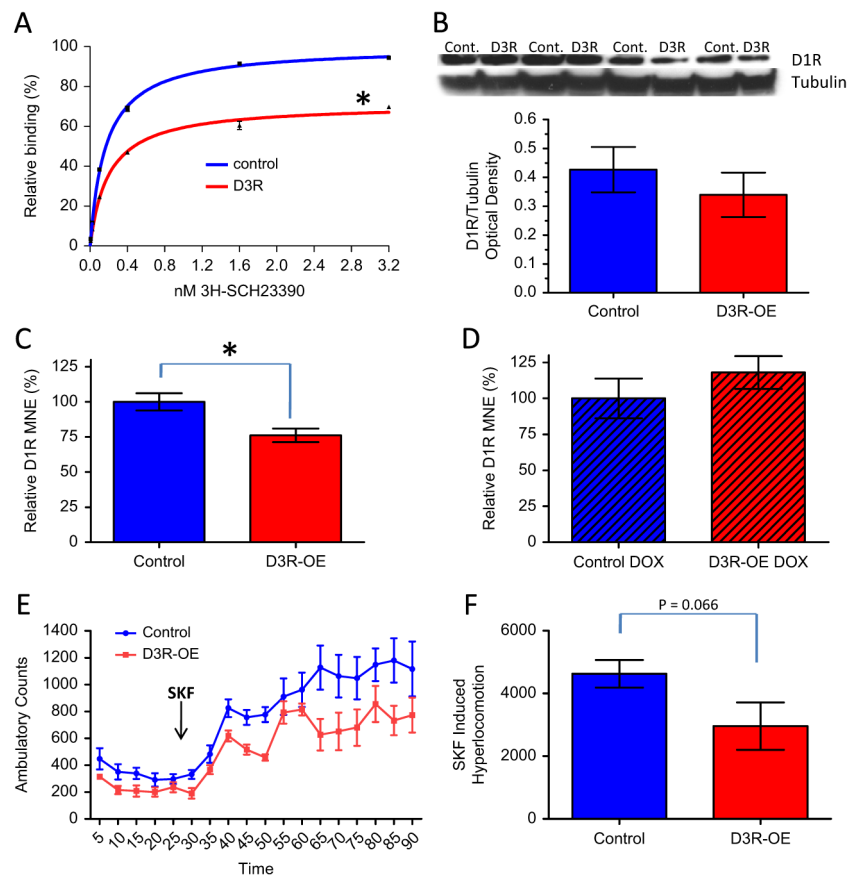 A
Relative binding (%)
100
80
60
40
20
0
*
control
D3R
0.0 0.4 0.8 1.2 1.6 2.0 2.4 2.8 3.2
nM 3H-SCH23390
B
Cont. D3R Cont. D3R Cont. D3R Cont. D3R
D1R
Tubulin
D1R/Tubulin
Optical Density
0.6
0.5
0.4
0.3
0.2
0.1
0.0
Control D3R-OE
C
Relative D1R MNE (%)
125
100
75
50
25
0
*
Control D3R-OE
D
Relative D1R MNE (%)
125
100
75
50
25
0
Control DOX D3R-OE DOX
E
Ambulatory Counts
1400
1200
1000
800
600
400
200
0
Control
D3R-OE
SKF
5 10 15 20 25 30 35 40 45 50 55 60 65 70 75 80 85 90
Time
F
P = 0.066
SKF Induced
Hyperlocomotion
6000
4000
2000
0
Control D3R-OE